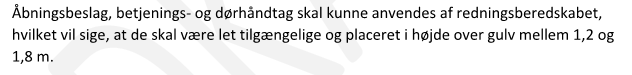 Åbningsbeslag, betjenings- og dørhåndtag skal kunne anvendes af redningsberedskabet,
hvilket vil sige, at de skal være let tilgængelige og placeret i højde over gulv mellem 1,2 og
1,8 m.